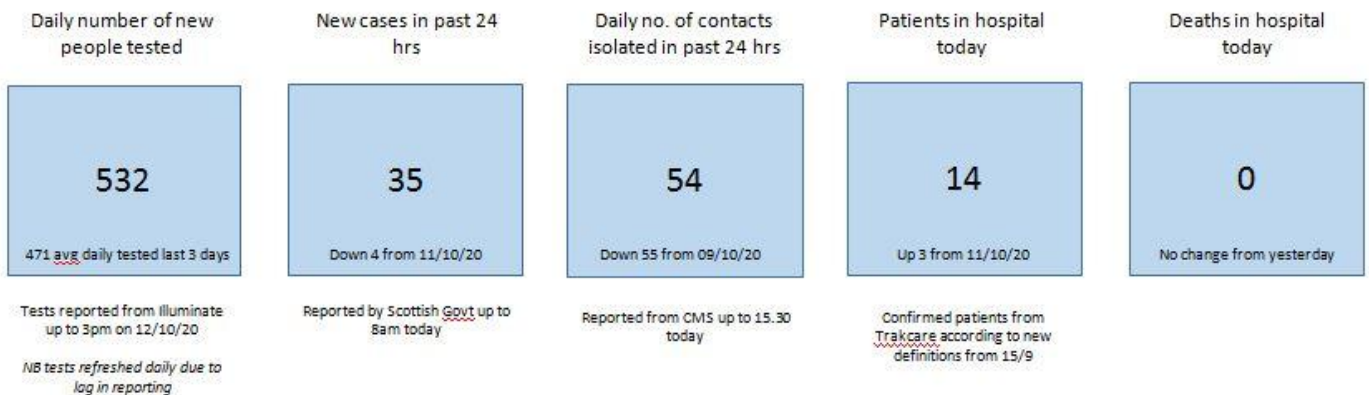 Daily number of new
people tested
532
471 avg daily tested last 3 days
Tests reported from Illuminate
up to 3pm on 12/10/20
NB tests refreshed daily due to
lag in reporting
New cases in past 24
hrs
35
Down 4 from 11/10/20
Reported by Scottish Govt up to
8am today
Daily no. of contacts
isolated in past 24 hrs
54
Down 55 from 09/10/20
Reported from CMS up to 15.30
today
Patients in hospital
today
14
Up 3 from 11/10/20
Confirmed patients from
Trakcare according to new
definitions from 15/9
Deaths in hospital
today
0
No change from yesterday